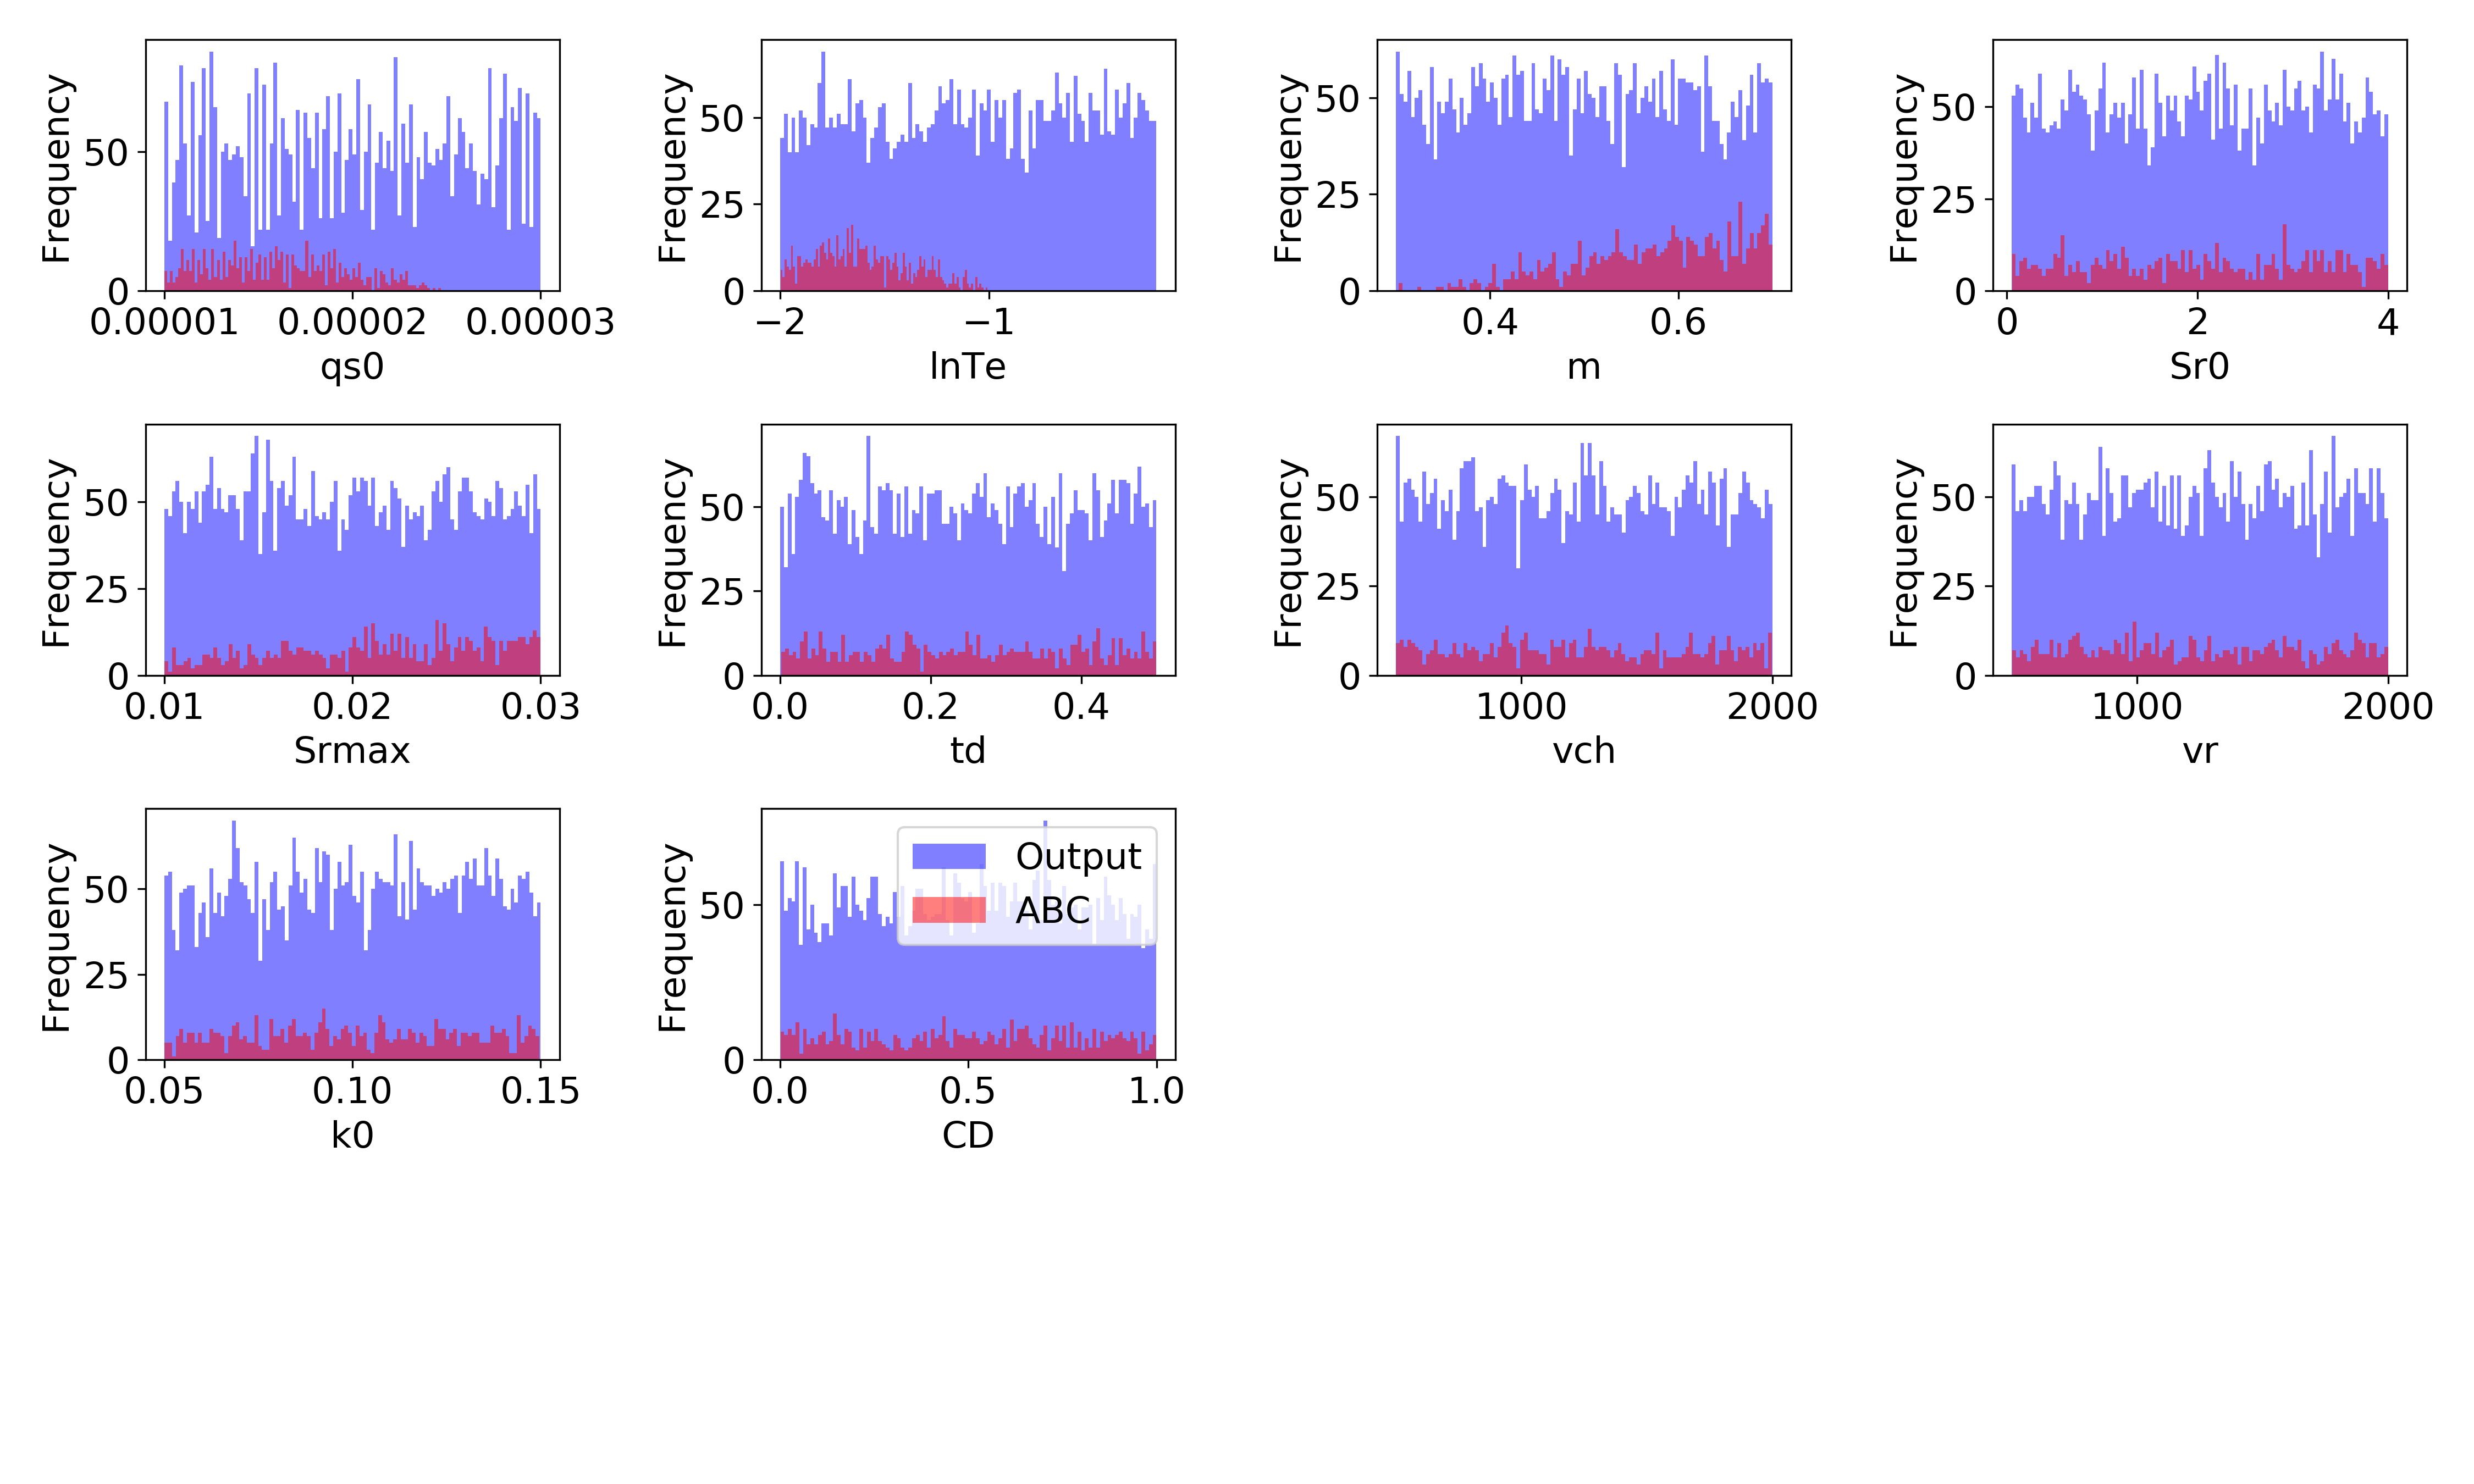 Frequency
50
0
0.00001 0.00002 0.00003
qs0
Frequency
50
25
0
−2 −1
lnTe
Frequency
50
25
0
0.4 0.6
m
Frequency
50
25
0
0 2 4
Sr0
Frequency
50
25
0
0.01 0.02 0.03
Srmax
Frequency
50
25
0
0.0 0.2 0.4
td
Frequency
50
25
0
1000 2000
vch
Frequency
50
25
0
1000 2000
vr
Frequency
50
25
0
0.05 0.10 0.15
k0
Frequency
50
0
Output
ABC
0.0 0.5 1.0
CD